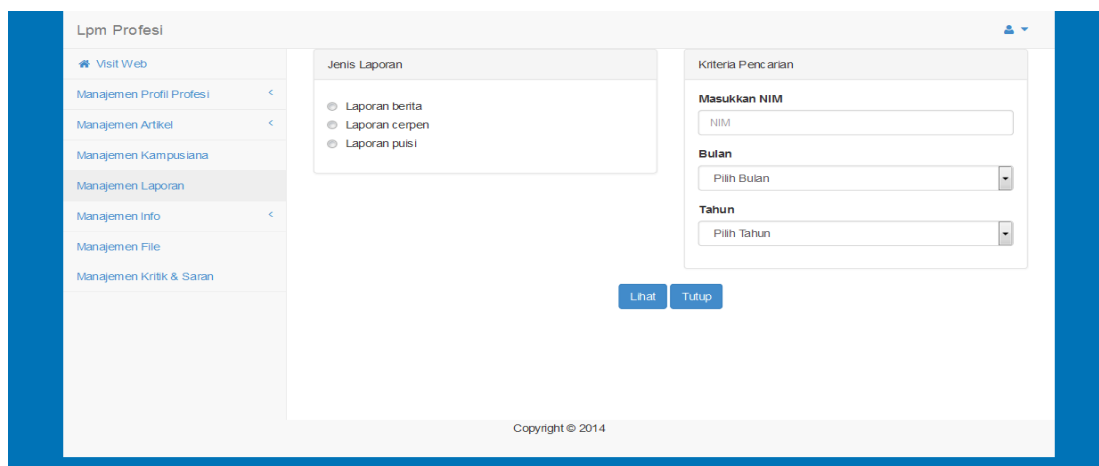 Lpm Profesi
Visit Web
Manajemen Profil Profesi
Manajemen Artikel
Manajemen Kampusiana
Manajemen Laporan
Manajemen Info
Manajemen File
Manajemen Kritik & Saran
Jenis Laporan
Laporan berita
Laporan cerpen
Laporan puisi
Kriteria Pencarian
Masukkan NIM
NIM
Bulan
Pilih Bulan
Tahun
Pilih Tahun
Lihat
Tutup
Copyright © 2014